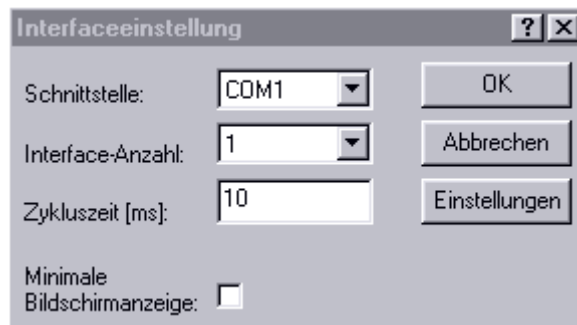 Interfaceeinstellung
Schnittstelle: COM1 OK
Interface-Anzahl: 1 Abbrechen
Zykluszeit [ms]: 10 Einstellungen
Minimale
Bildschirmanzeige: